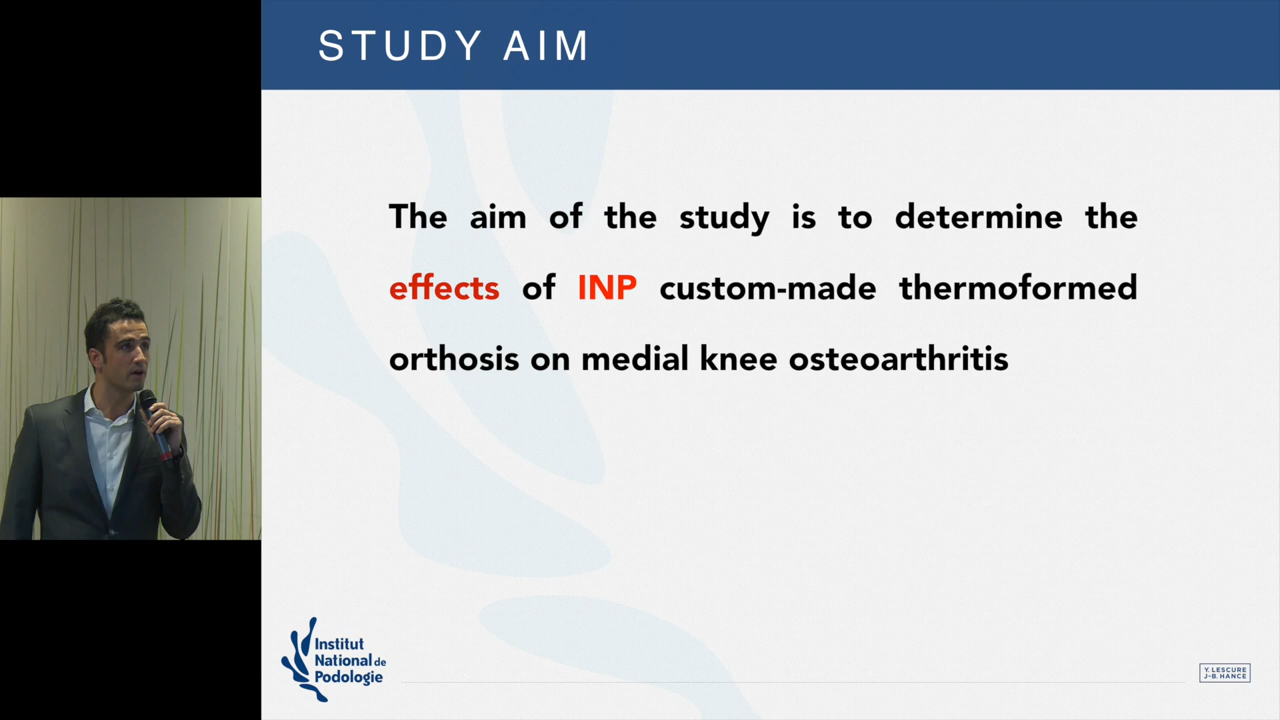 STUDY AIM
The aim of the study is to determine the
effects of INP custom-made thermoformed
orthosis on medial knee osteoarthritis
Institut
National de
Podologie
Y. LESCURE
J-B. HANCE